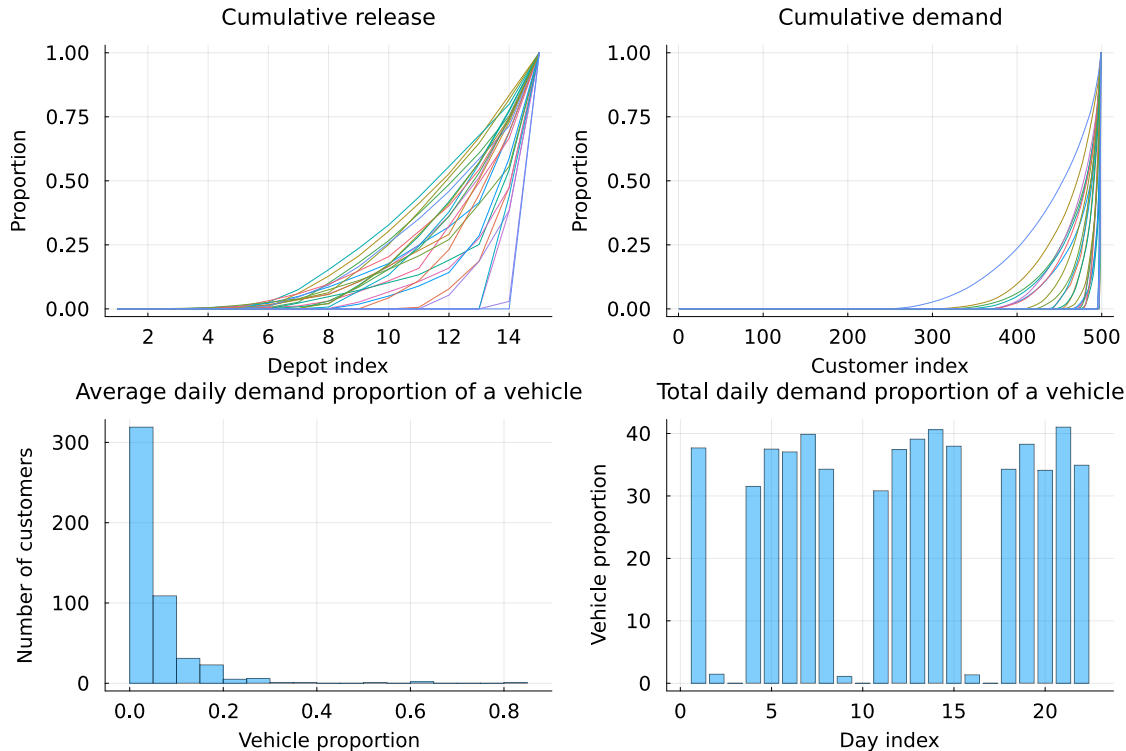 Cumulative release
Proportion
1.00
0.75
0.50
0.25
0.00
2 4 6 8 10 12 14
Depot index
Cumulative demand
Proportion
1.00
0.75
0.50
0.25
0.00
0 100 200 300 400 500
Customer index
Average daily demand proportion of a vehicle
Number of customers
300
200
100
0
0.0 0.2 0.4 0.6 0.8
Vehicle proportion
Total daily demand proportion of a vehicle
Vehicle proportion
40
30
20
10
0
0 5 10 15 20
Day index